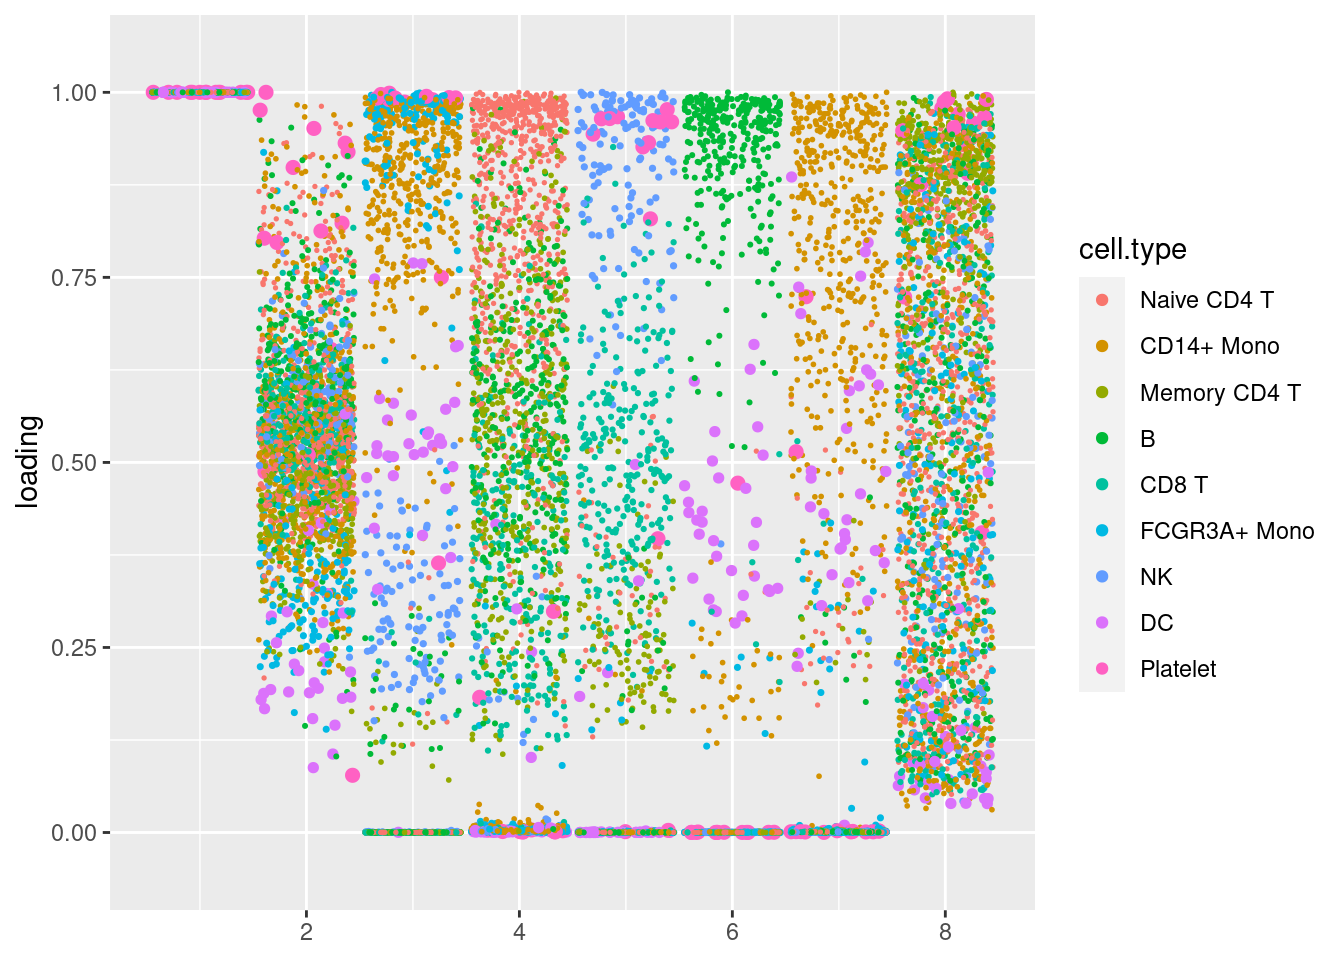 1.00
0.75
0.50
0.25
0.00
loading
2
4
6
8
cell.type
Naive CD4 T
CD14+ Mono
Memory CD4 T
B
CD8 T
FCGR3A+ Mono
NK
DC
Platelet